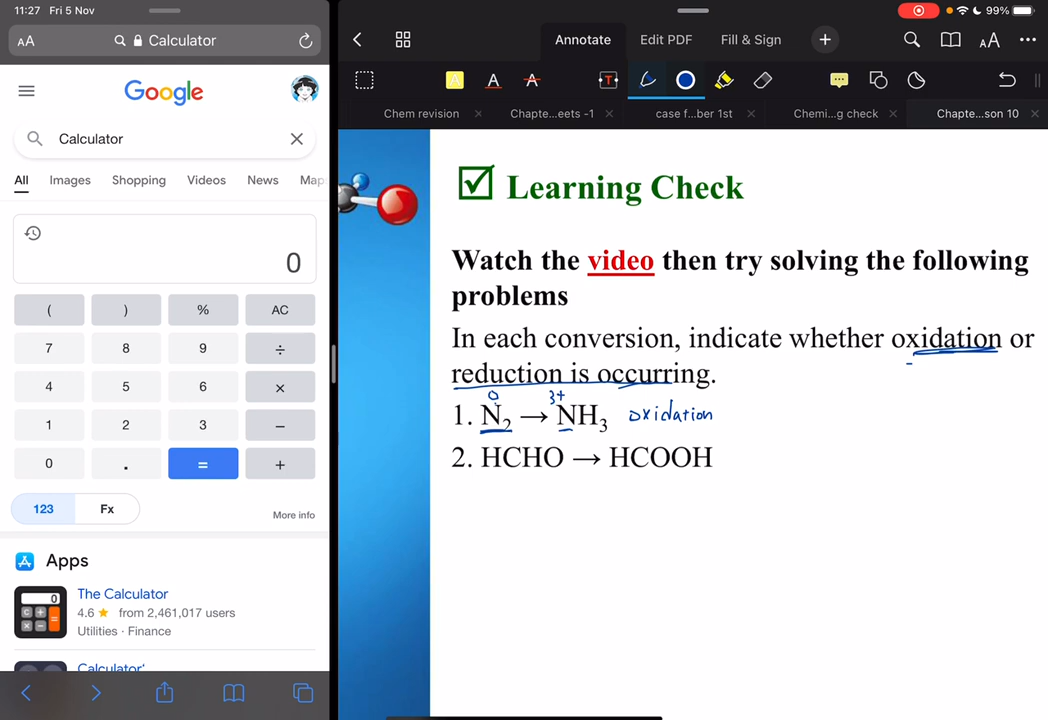 11:27 Fri 5 Nov
99%
AA
Calculator
Google
Calculator
All Images Shopping Videos News Map
0
( ) % AC
7 8 9 ÷
4 5 6 ×
1 2 3 −
0 . = +
123 Fx
More info
Apps
The Calculator
4.6 ★ from 2,461,017 users
Utilities · Finance
Calculator'
Annotate Edit PDF Fill & Sign
AA
A A A T
Chem revision × Chapte...eets -1 × case f...ber 1st × Chemi...g check × Chapte...son 10 ×
Learning Check
Watch the video then try solving the following
problems
In each conversion, indicate whether oxidation or
reduction is occurring.
0 3+
1. N₂ → NH₃ oxidation
2. HCHO → HCOOH